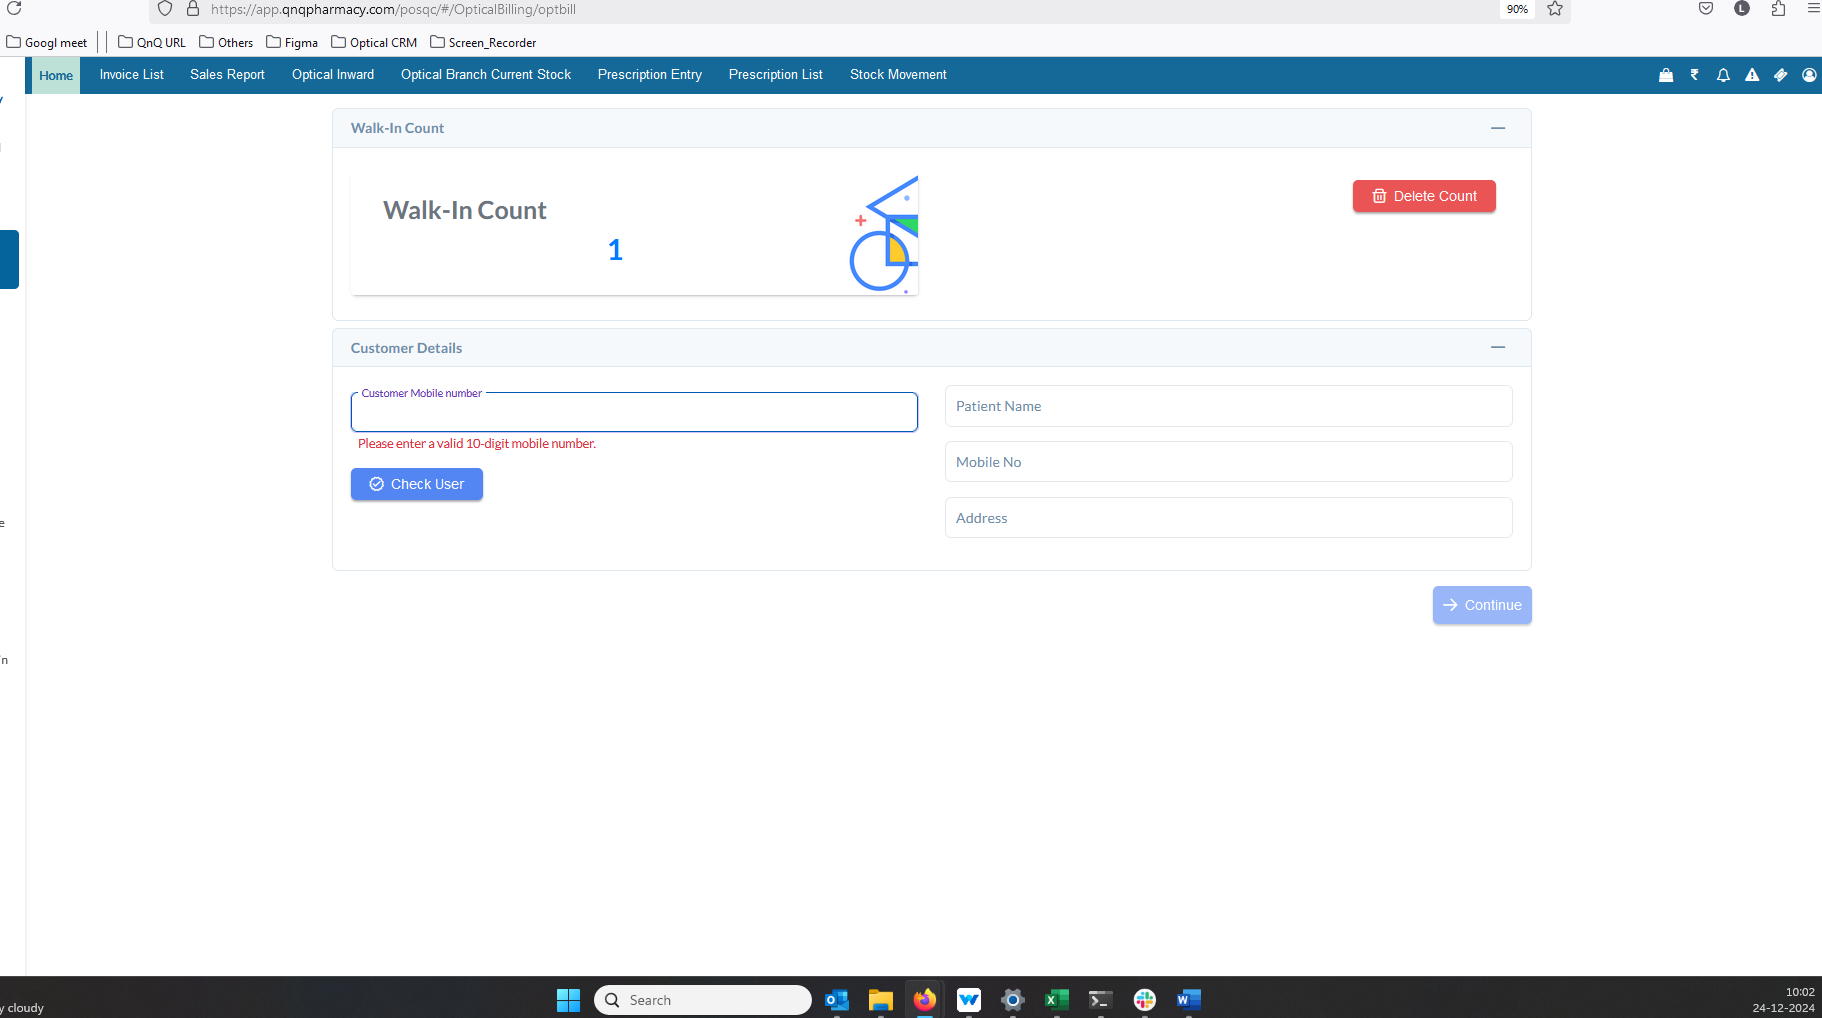 https://app.qnqpharmacy.com/posqc/#/OpticalBilling/optbill
90%
L
Googl meet
QnQ URL
Others
Figma
Optical CRM
Screen_Recorder
Home
Invoice List
Sales Report
Optical Inward
Optical Branch Current Stock
Prescription Entry
Prescription List
Stock Movement
₹
Walk-In Count
Walk-In Count
1
Delete Count
Customer Details
Customer Mobile number
Please enter a valid 10-digit mobile number.
Check User
Patient Name
Mobile No
Address
Continue
y cloudy
Search
10:02
24-12-2024